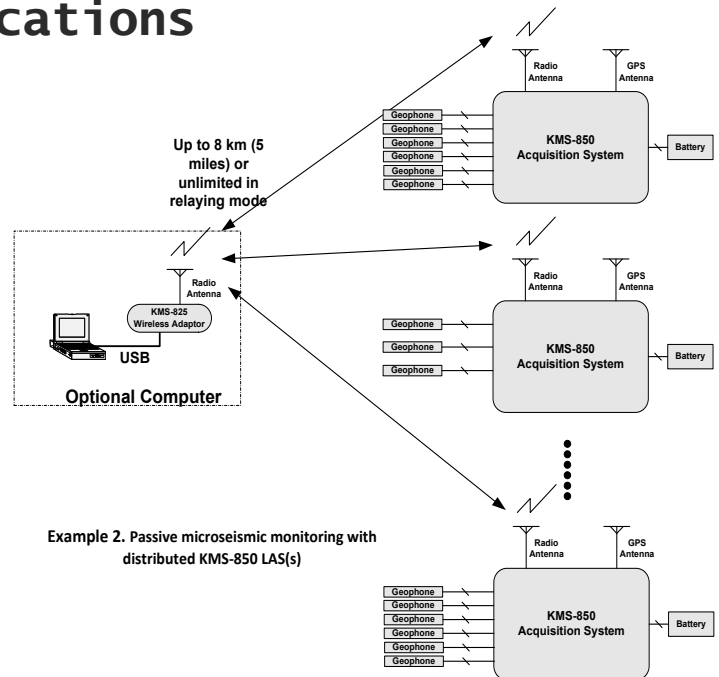 cations
Radio
Antenna
GPS
Antenna
Geophone
Geophone
Geophone
Geophone
Geophone
Geophone
KMS-850
Acquisition System
Battery
Up to 8 km (5
miles) or
unlimited in
relaying mode
Radio
Antenna
KMS-825
Wireless Adaptor
USB
Optional Computer
Radio
Antenna
GPS
Antenna
Geophone
Geophone
Geophone
KMS-850
Acquisition System
Battery
Example 2. Passive microseismic monitoring with
distributed KMS-850 LAS(s)
Radio
Antenna
GPS
Antenna
Geophone
Geophone
Geophone
Geophone
Geophone
Geophone
KMS-850
Acquisition System
Battery